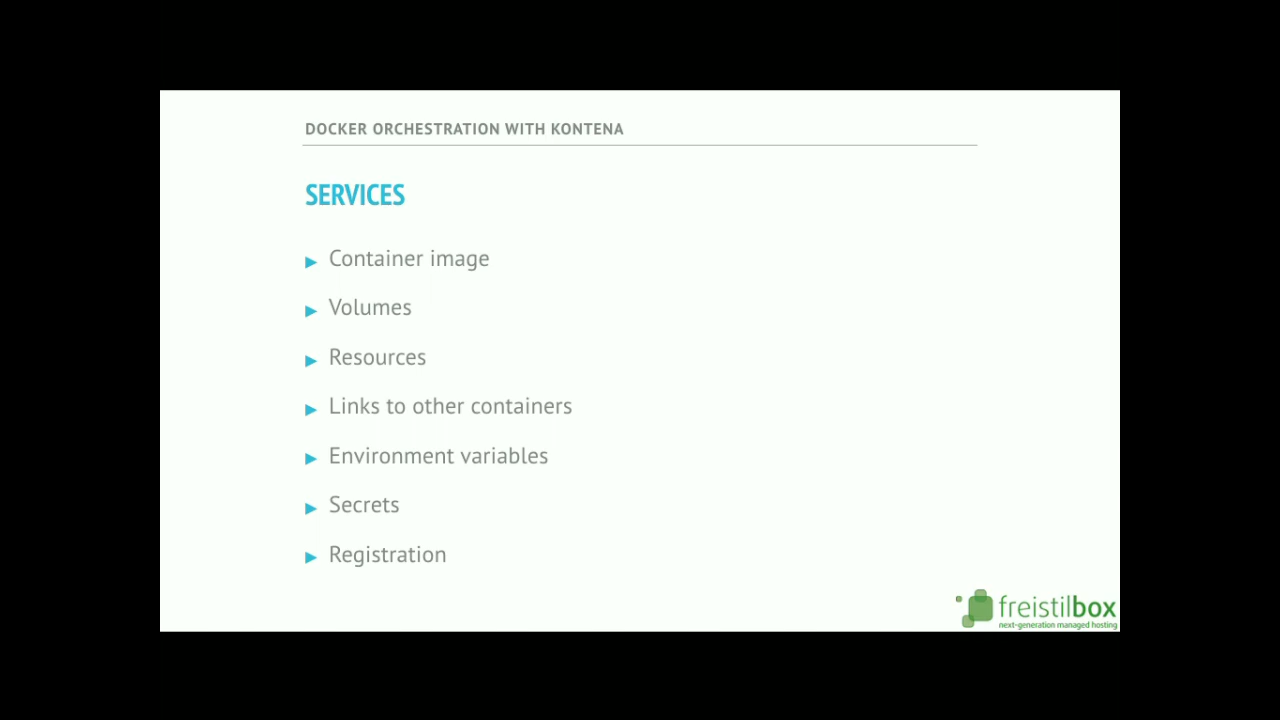 DOCKER ORCHESTRATION WITH KONTENA
SERVICES
Container image
Volumes
Resources
Links to other containers
Environment variables
Secrets
Registration
freistilbox
next-generation managed hosting